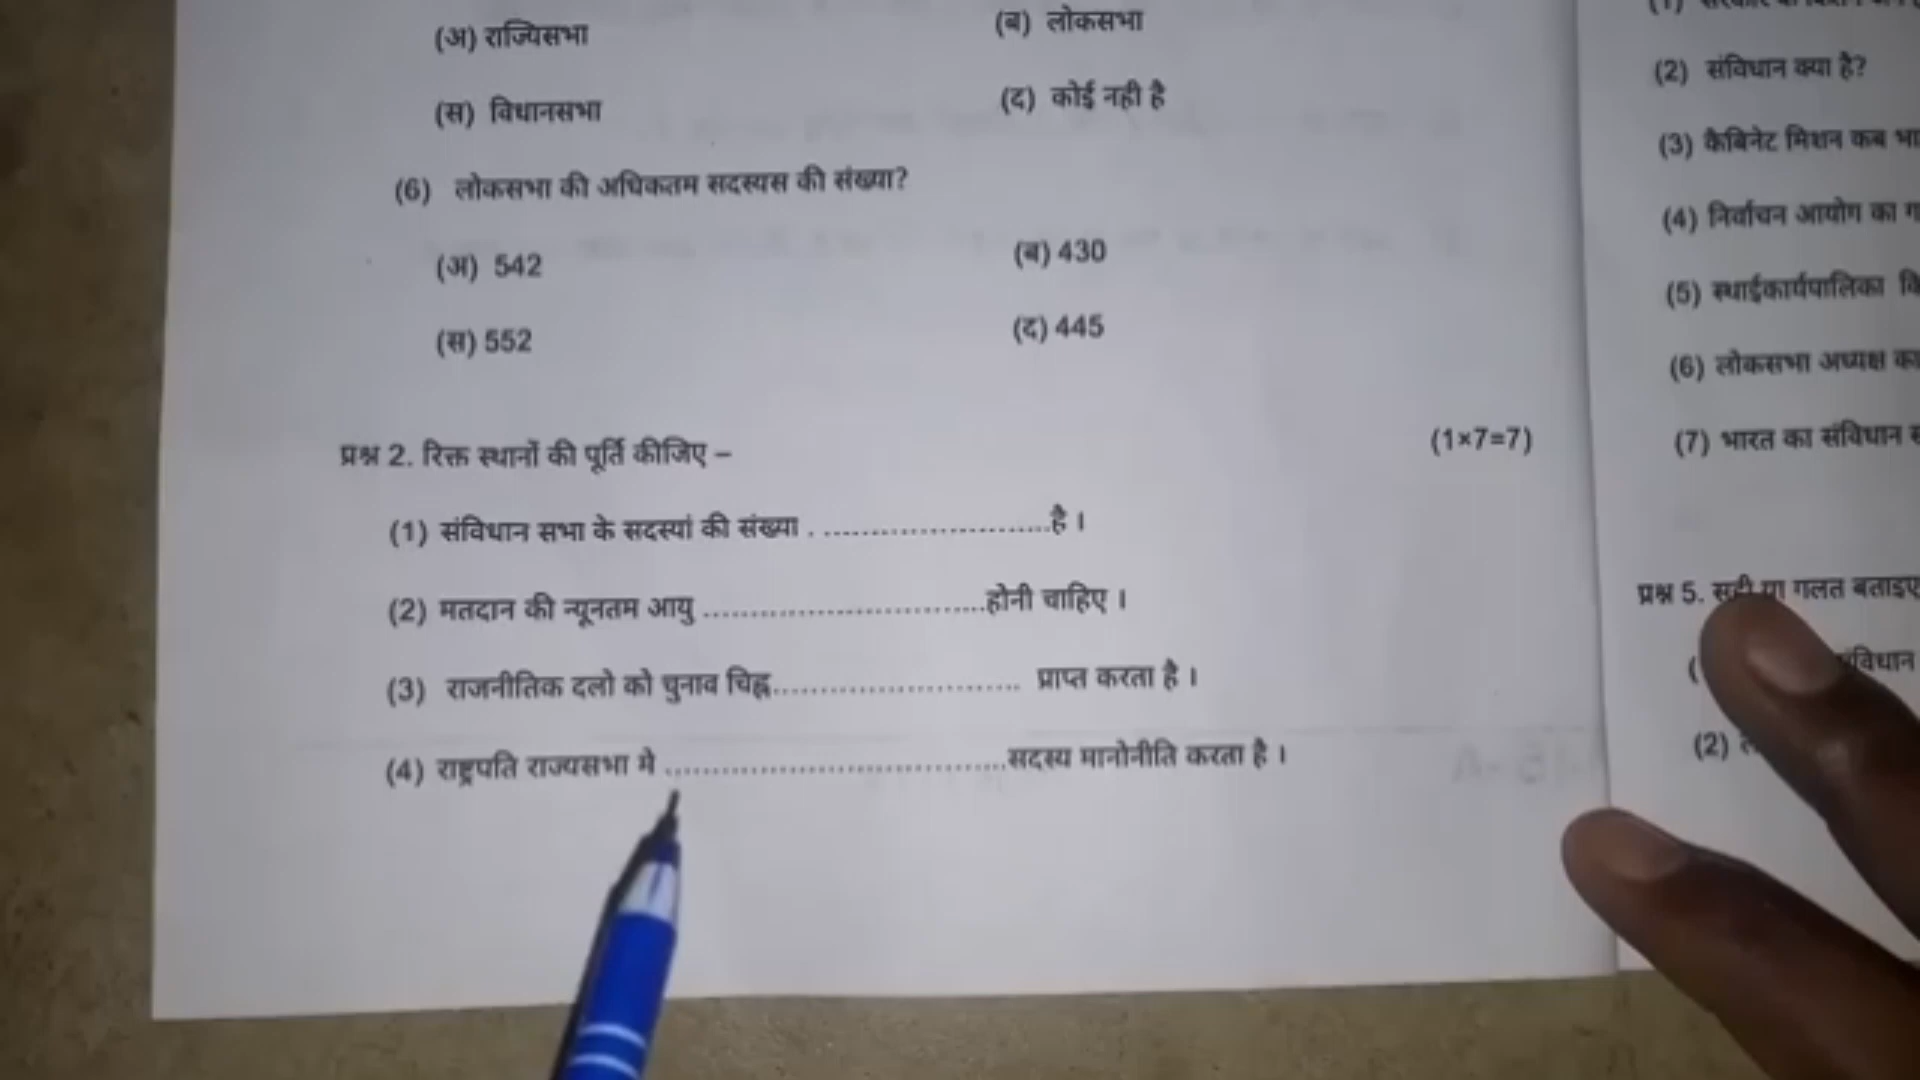 (अ) राज्यिसभा
(ब) लोकसभा
(स) विधानसभा
(द) कोई नही है
(6) लोकसभा की अधिकतम सदस्यस की संख्या?
(अ) 542
(ब) 430
(स) 552
(द) 445
प्रश्न 2. रिक्त स्थानों की पूर्ति कीजिए – (1×7=7)
(1) संविधान सभा के सदस्यां की संख्या . ........................है ।
(2) मतदान की न्यूनतम आयु .............................होनी चाहिए ।
(3) राजनीतिक दलो को चुनाव चिह्न......................... प्राप्त करता है ।
(4) राष्ट्रपति राज्यसभा मे ...................................सदस्य मानोनीति करता है ।
(2) संविधान क्या है?
(3) कैबिनेट मिशन कब
(4) निर्वाचन आयोग का
(5) स्थाईकार्यपालिका
(6) लोकसभा अध्यक्ष
(7) भारत का संविधान
प्रश्न 5. सही या गलत बताइए
(2)